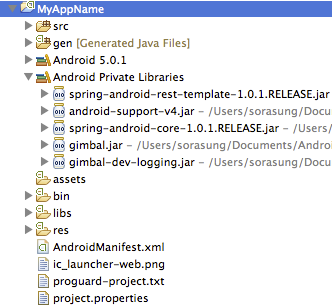 MyAppName
src
gen [Generated Java Files]
Android 5.0.1
Android Private Libraries
spring-android-rest-template-1.0.1.RELEASE.jar
android-support-v4.jar – /Users/sorasung/Docu
spring-android-core-1.0.1.RELEASE.jar –
gimbal.jar – /Users/sorasung/Documents/Andro
gimbal-dev-logging.jar – /Users/sorasung/Docu
assets
bin
libs
res
AndroidManifest.xml
ic_launcher-web.png
proguard-project.txt
project.properties